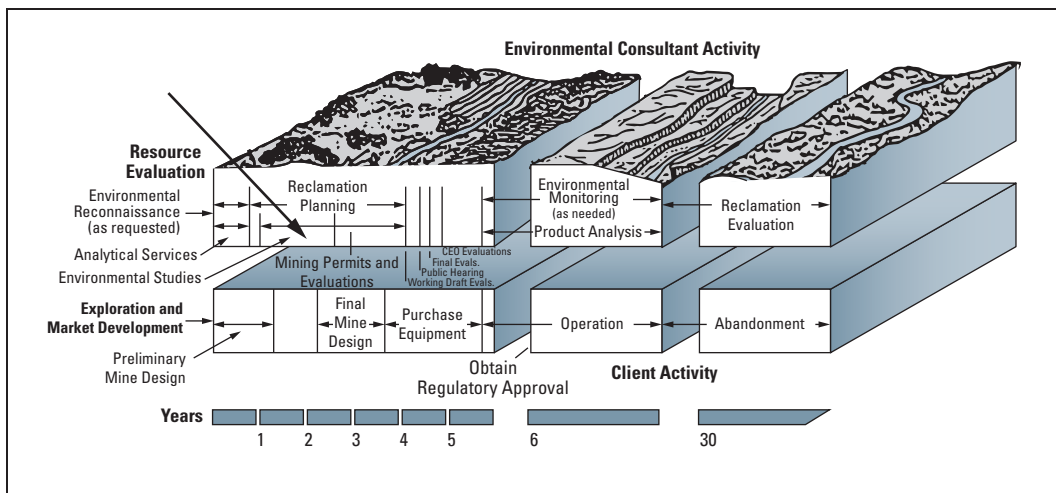 Environmental Consultant Activity
Resource
Evaluation
Environmental
Reconnaissance
(as requested)
Reclamation
Planning
Environmental
Monitoring
(as needed)
Product Analysis
Reclamation
Evaluation
Analytical Services
Environmental Studies
Mining Permits and
Evaluations
CEO Evaluations
Final Evals.
Public Hearing
Working Draft Evals.
Exploration and
Market Development
Preliminary
Mine Design
Final
Mine
Design
Purchase
Equipment
Operation
Abandonment
Obtain
Regulatory Approval
Client Activity
Years
1 2 3 4 5 6 30